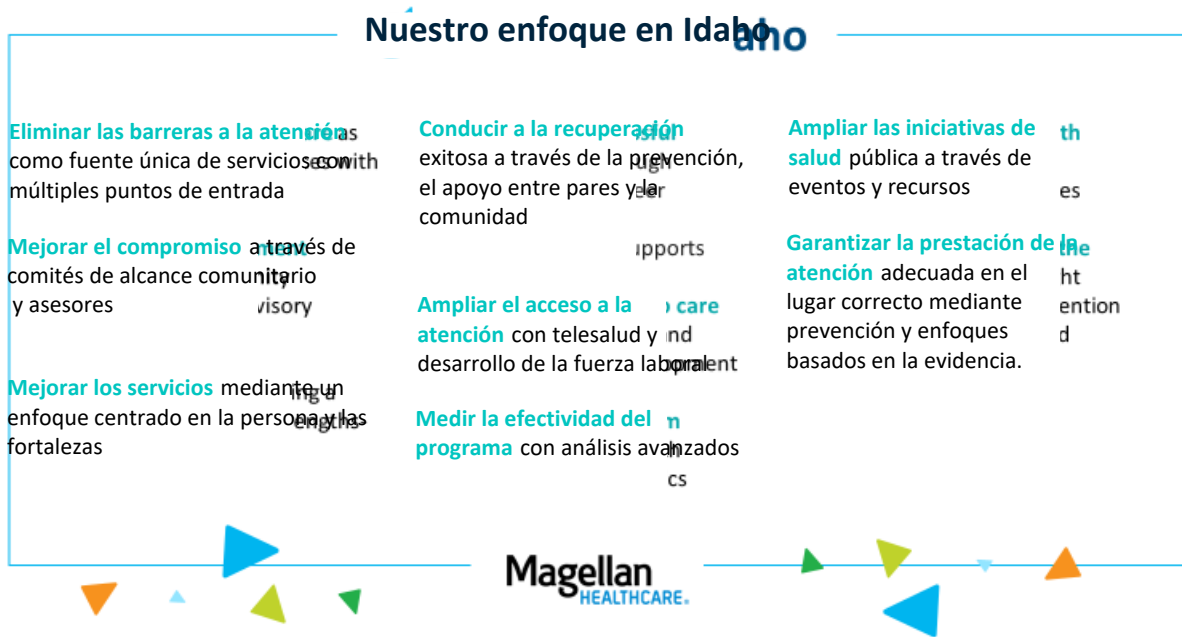 Nuestro enfoque en Idaho
Eliminar las barreras a la atención
como fuente única de servicios con
múltiples puntos de entrada
Mejorar el compromiso a través de
comités de alcance comunitario
y asesores
Mejorar los servicios mediante un
enfoque centrado en la persona y las
fortalezas
Conducir a la recuperación
exitosa a través de la prevención,
el apoyo entre pares y la
comunidad
Ampliar el acceso a la
atención con telesalud y
desarrollo de la fuerza laboral
Medir la efectividad del
programa con análisis avanzados
Ampliar las iniciativas de
salud pública a través de
eventos y recursos
Garantizar la prestación de la
atención adecuada en el
lugar correcto mediante
prevención y enfoques
basados en la evidencia.
Magellan
HEALTHCARE®